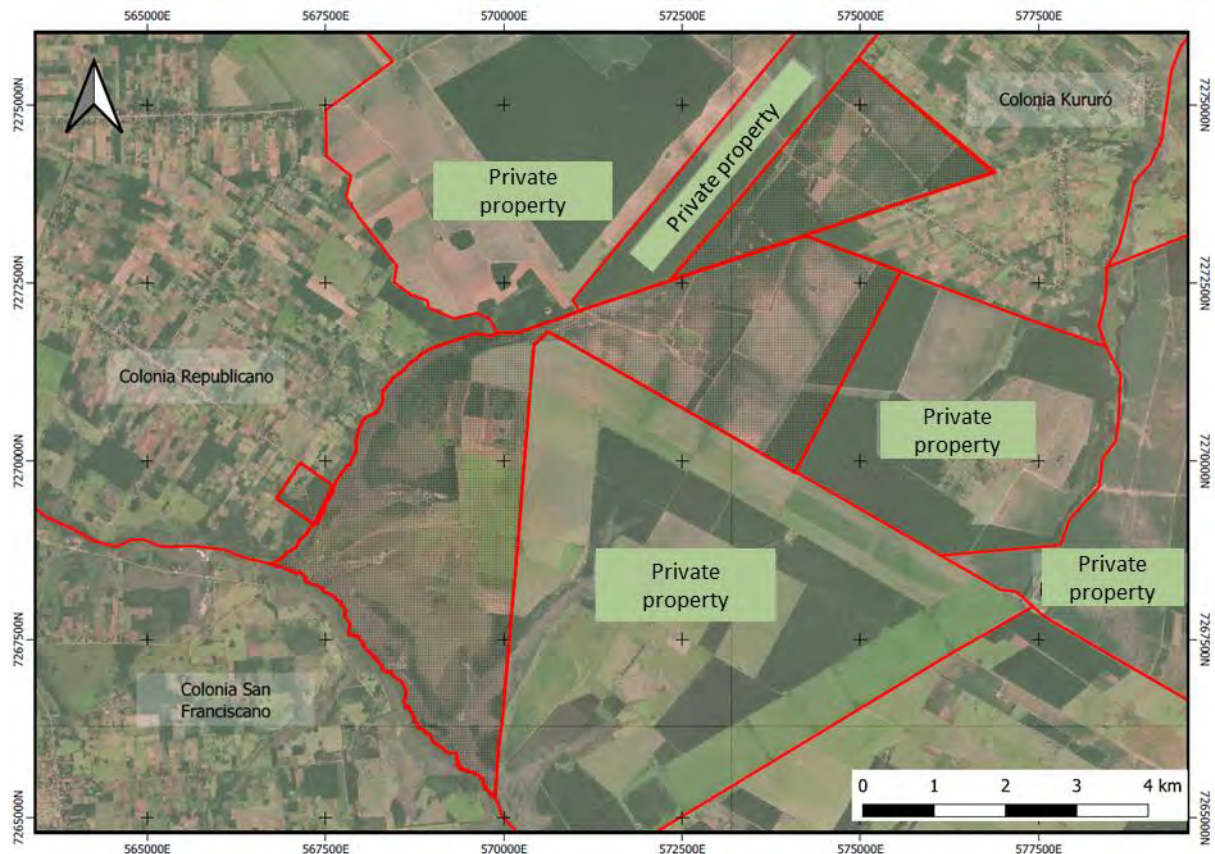 565000E 567500E 570000E 572500E 575000E 577500E
7275000N
7272500N
7270000N
7267500N
7265000N
7275000N
7272500N
7270000N
7267500N
7265000N
Colonia Kururó
Private property
Private
property
Colonia Republicano
Private
property
Private
property
Private
property
Colonia San
Franciscano
0 1 2 3 4 km
565000E 567500E 570000E 572500E 575000E 577500E